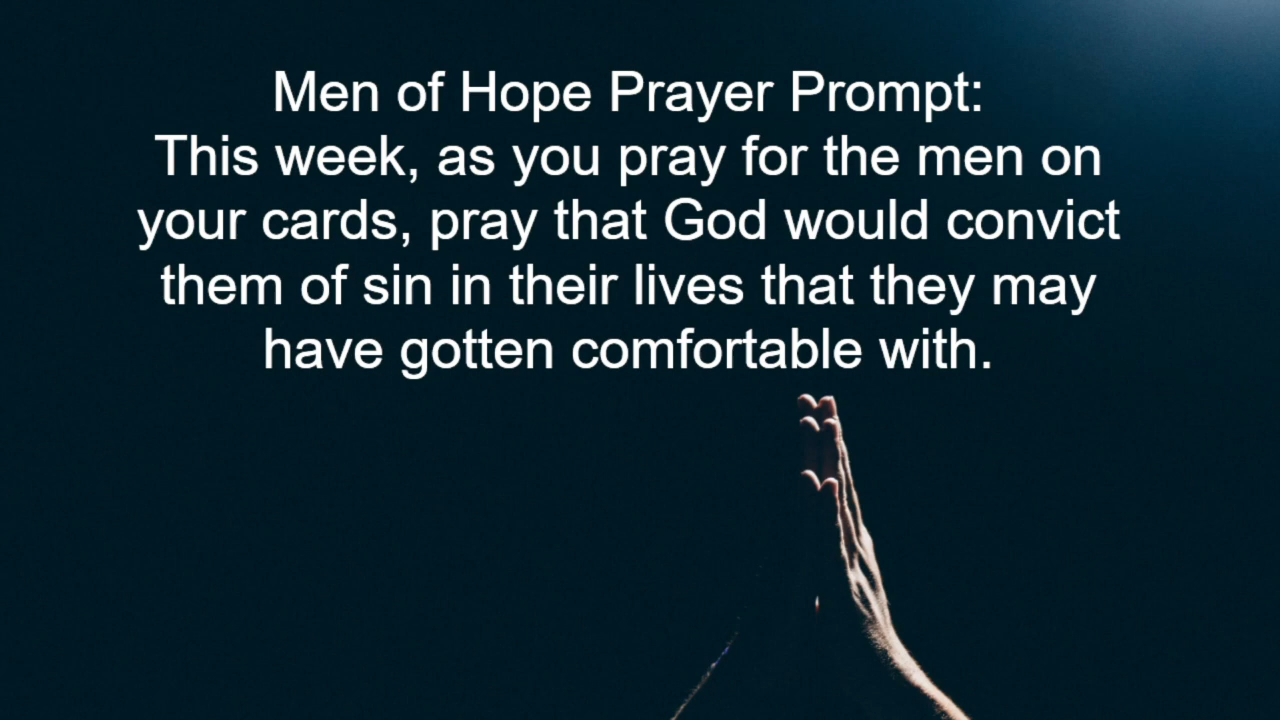 Men of Hope Prayer Prompt:
This week, as you pray for the men on
your cards, pray that God would convict
them of sin in their lives that they may
have gotten comfortable with.